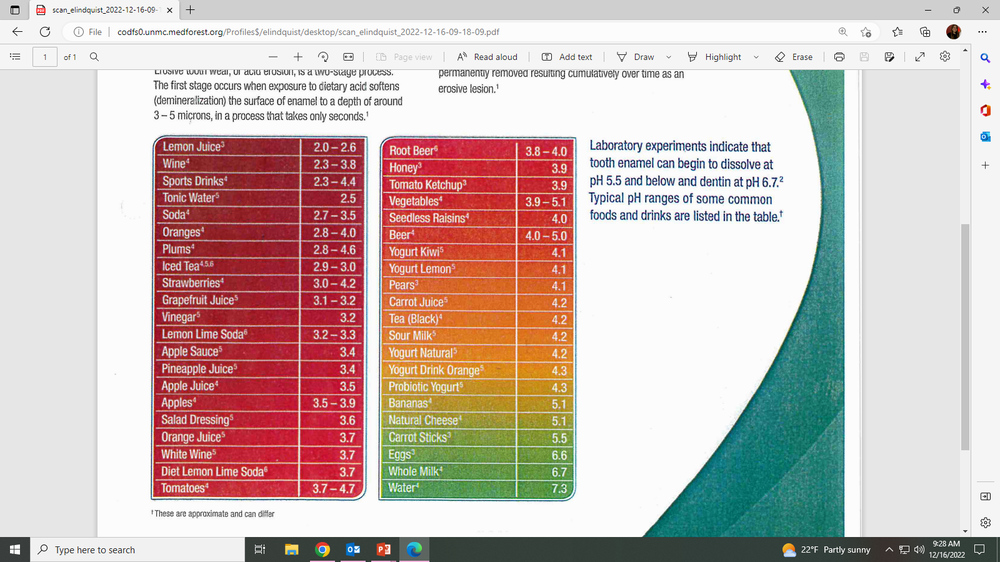 scan_elindquist_2022-12-16-09-1
File
codfs0.unmc.medforest.org/Profiles$/elindquist/desktop/scan_elindquist_2022-12-16-09-18-09.pdf
1 of 1
Page view
Read aloud
Add text
Draw
Highlight
Erase
Erosive tooth wear, or acid erosion, is a two-stage process.
The first stage occurs when exposure to dietary acid softens
(demineralization) the surface of enamel to a depth of around
3 – 5 microns, in a process that takes only seconds.¹
permanently removed resulting cumulatively over time as an
erosive lesion.¹
Lemon Juice³ 2.0 – 2.6
Wine⁴ 2.3 – 3.8
Sports Drinks⁴ 2.3 – 4.4
Tonic Water⁵ 2.5
Soda⁴ 2.7 – 3.5
Oranges⁴ 2.8 – 4.0
Plums⁴ 2.8 – 4.6
Iced Tea⁴,⁵,⁶ 2.9 – 3.0
Strawberries⁴ 3.0 – 4.2
Grapefruit Juice⁵ 3.1 – 3.2
Vinegar⁵ 3.2
Lemon Lime Soda⁶ 3.2 – 3.3
Apple Sauce⁵ 3.4
Pineapple Juice⁵ 3.4
Apple Juice⁴ 3.5
Apples⁴ 3.5 – 3.9
Salad Dressing⁵ 3.6
Orange Juice⁵ 3.7
White Wine⁵ 3.7
Diet Lemon Lime Soda⁶ 3.7
Tomatoes⁴ 3.7 – 4.7
Root Beer⁶ 3.8 – 4.0
Honey³ 3.9
Tomato Ketchup³ 3.9
Vegetables⁴ 3.9 – 5.1
Seedless Raisins⁴ 4.0
Beer⁴ 4.0 – 5.0
Yogurt Kiwi⁵ 4.1
Yogurt Lemon⁵ 4.1
Pears³ 4.1
Carrot Juice⁵ 4.2
Tea (Black)⁴ 4.2
Sour Milk⁵ 4.2
Yogurt Natural⁵ 4.2
Yogurt Drink Orange⁵ 4.3
Probiotic Yogurt⁵ 4.3
Bananas⁴ 5.1
Natural Cheese⁴ 5.1
Carrot Sticks³ 5.5
Eggs³ 6.6
Whole Milk⁴ 6.7
Water⁴ 7.3
Laboratory experiments indicate that
tooth enamel can begin to dissolve at
pH 5.5 and below and dentin at pH 6.7.²
Typical pH ranges of some common
foods and drinks are listed in the table.†
† These are approximate and can differ
Type here to search
22°F Partly sunny
9:28 AM
12/16/2022